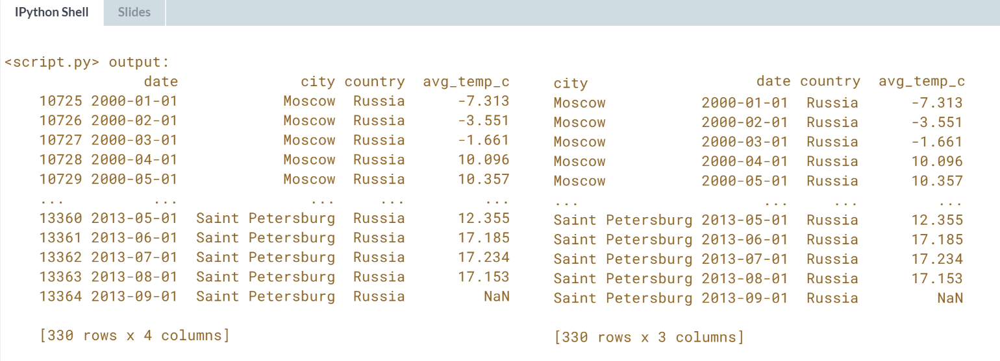 IPython Shell Slides
<script.py> output:
date city country avg_temp_c
10725 2000-01-01 Moscow Russia -7.313
10726 2000-02-01 Moscow Russia -3.551
10727 2000-03-01 Moscow Russia -1.661
10728 2000-04-01 Moscow Russia 10.096
10729 2000-05-01 Moscow Russia 10.357
... ... ... ... ...
13360 2013-05-01 Saint Petersburg Russia 12.355
13361 2013-06-01 Saint Petersburg Russia 17.185
13362 2013-07-01 Saint Petersburg Russia 17.234
13363 2013-08-01 Saint Petersburg Russia 17.153
13364 2013-09-01 Saint Petersburg Russia NaN
[330 rows x 4 columns]
city date country avg_temp_c
Moscow 2000-01-01 Russia -7.313
Moscow 2000-02-01 Russia -3.551
Moscow 2000-03-01 Russia -1.661
Moscow 2000-04-01 Russia 10.096
Moscow 2000-05-01 Russia 10.357
... ... ... ...
Saint Petersburg 2013-05-01 Russia 12.355
Saint Petersburg 2013-06-01 Russia 17.185
Saint Petersburg 2013-07-01 Russia 17.234
Saint Petersburg 2013-08-01 Russia 17.153
Saint Petersburg 2013-09-01 Russia NaN
[330 rows x 3 columns]